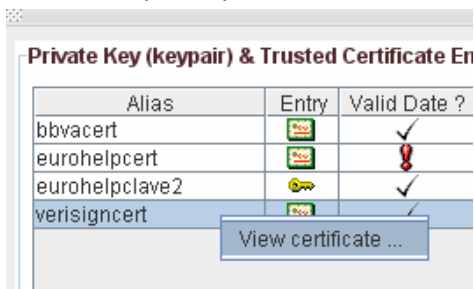 Private Key (keypair) & Trusted Certificate En
Alias Entry Valid Date ?
bbvacert
eurohelpcert
eurohelpclave2
verisigncert
View certificate ...